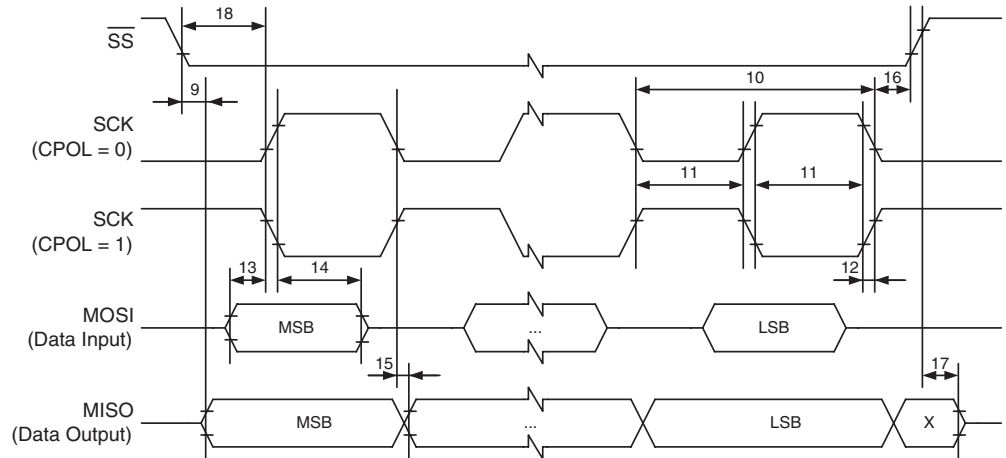 18
SS
10
9
16
SCK
(CPOL = 0)
11
11
SCK
(CPOL = 1)
13
14
12
MOSI
(Data Input)
MSB
...
LSB
15
17
MISO
(Data Output)
MSB
...
LSB
X